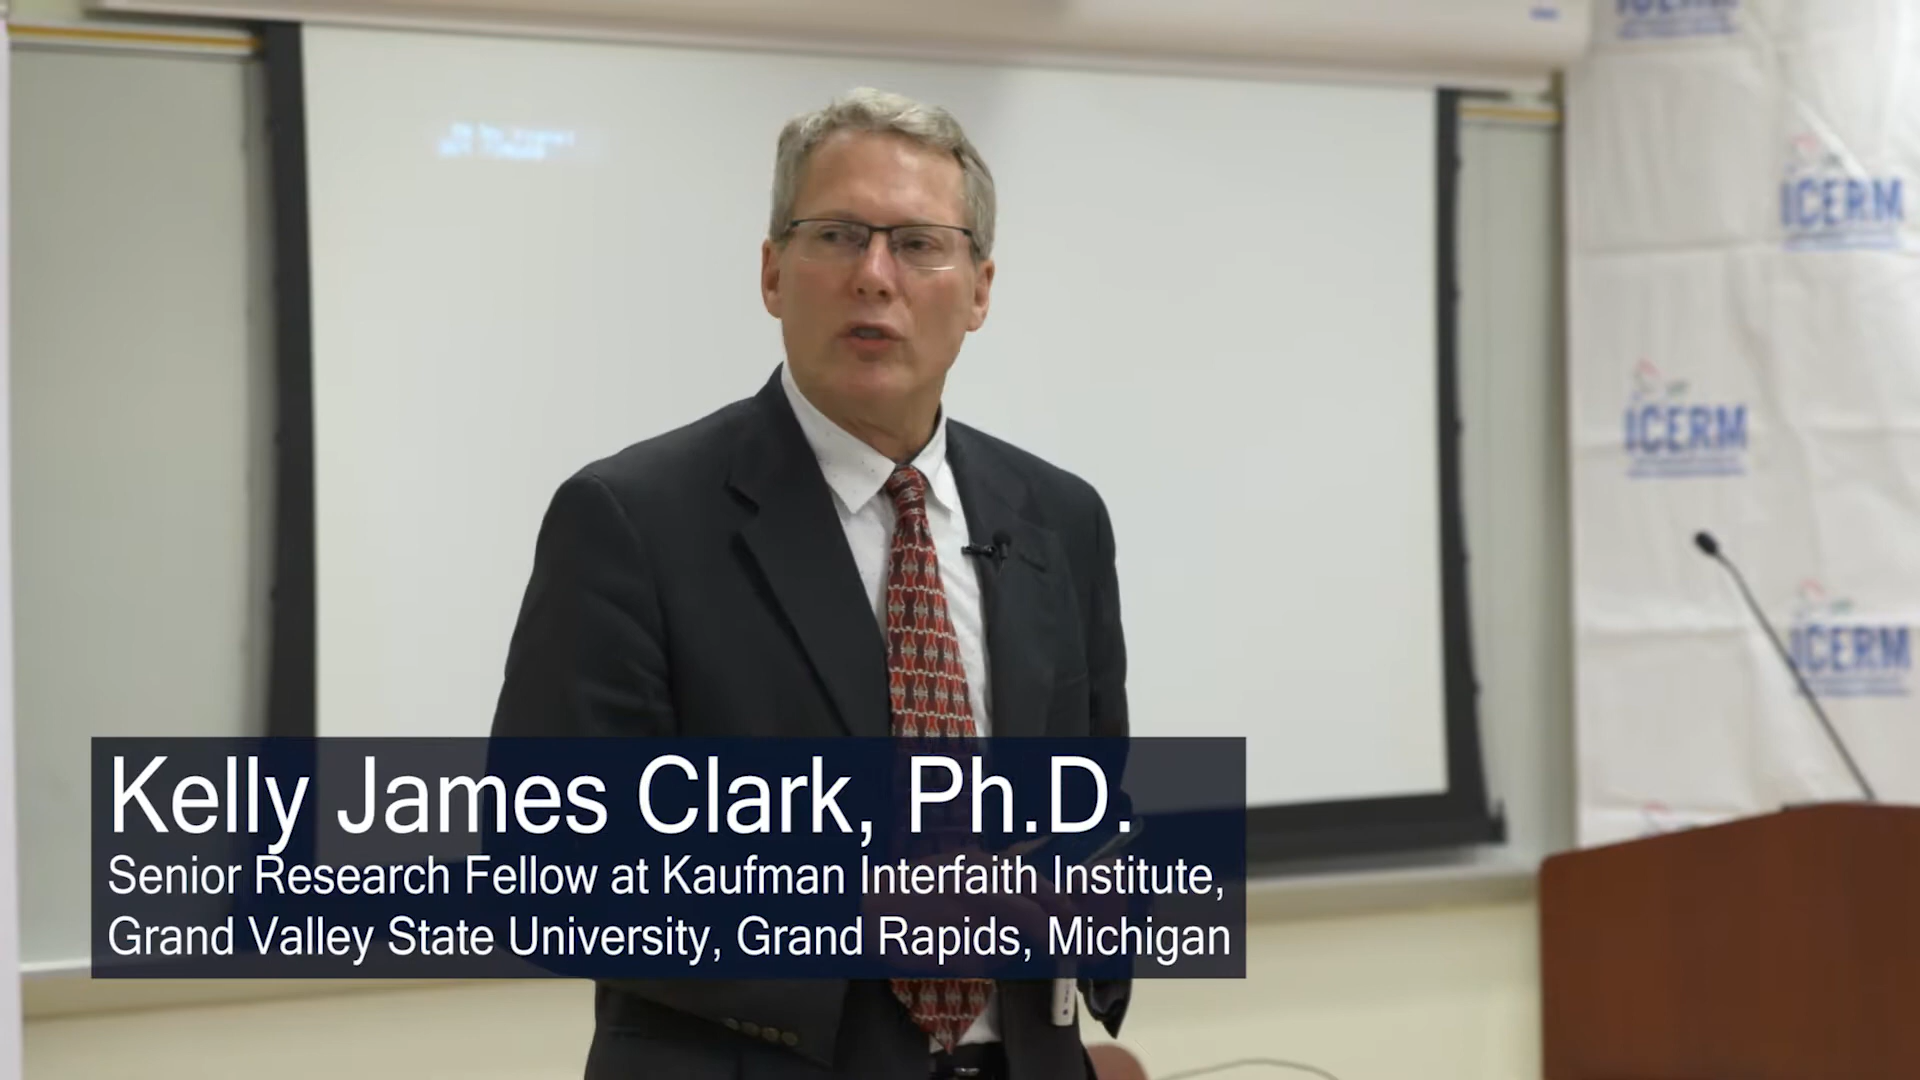 ICERM
ICERM
ICERM
ICERM
Kelly James Clark, Ph.D.
Senior Research Fellow at Kaufman Interfaith Institute,
Grand Valley State University, Grand Rapids, Michigan